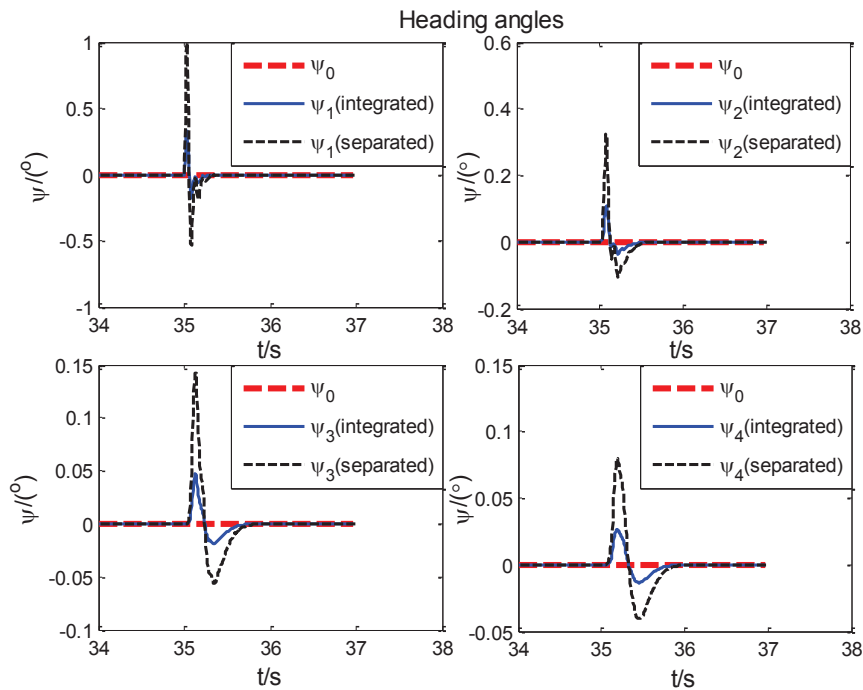 Heading angles
1
0.5
0
-0.5
-1
ψ/(º)
34 35 36 37 38
t/s
ψ0
ψ1(integrated)
ψ1(separated)
0.6
0.4
0.2
0
-0.2
ψ/(°)
34 35 36 37 38
t/s
ψ0
ψ2(integrated)
ψ2(separated)
0.15
0.1
0.05
0
-0.05
-0.1
ψ/(º)
34 35 36 37 38
t/s
ψ0
ψ3(integrated)
ψ3(separated)
0.15
0.1
0.05
0
-0.05
ψ/(°)
34 35 36 37 38
t/s
ψ0
ψ4(integrated)
ψ4(separated)